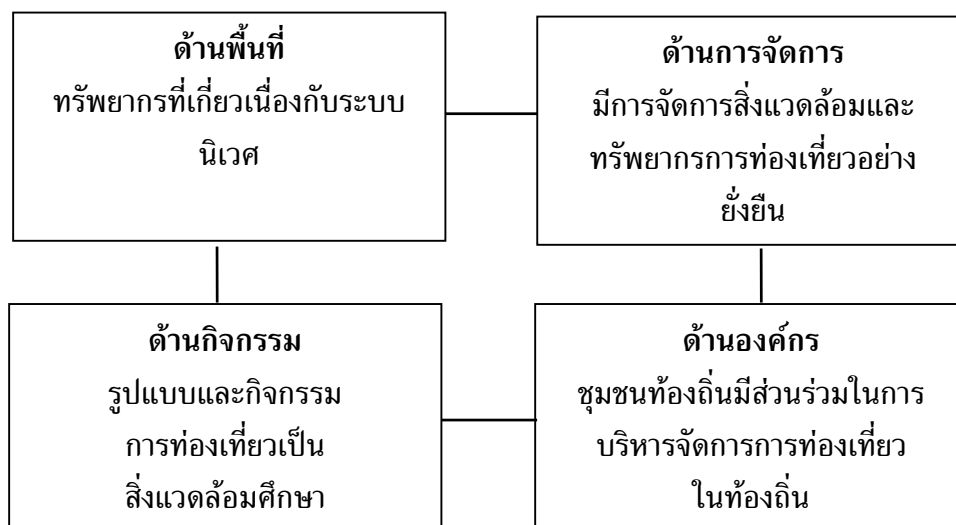 ด้านพื้นที่
ทรัพยากรที่เกี่ยวเนื่องกับระบบ
นิเวศ
ด้านการจัดการ
มีการจัดการสิ่งแวดล้อมและ
ทรัพยากรการท่องเที่ยวอย่าง
ยั่งยืน
ด้านกิจกรรม
รูปแบบและกิจกรรม
การท่องเที่ยวเป็น
สิ่งแวดล้อมศึกษา
ด้านองค์กร
ชุมชนท้องถิ่นมีส่วนร่วมในการ
บริหารจัดการการท่องเที่ยว
ในท้องถิ่น